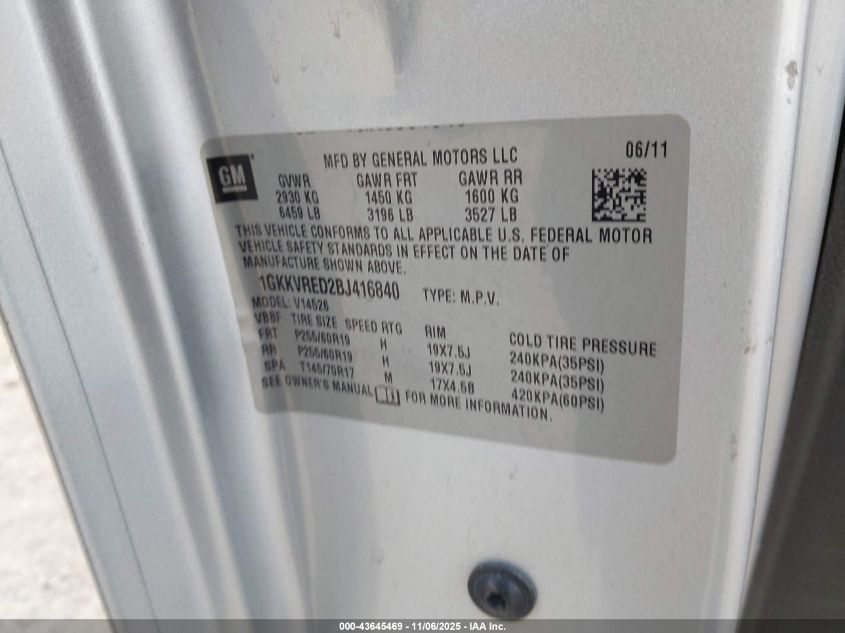 GM
MFD BY GENERAL MOTORS LLC
06/11
GVWR GAWR FRT GAWR RR
2930 KG 1450 KG 1600 KG
6459 LB 3196 LB 3527 LB
THIS VEHICLE CONFORMS TO ALL APPLICABLE U.S. FEDERAL MOTOR
VEHICLE SAFETY STANDARDS IN EFFECT ON THE DATE OF
MANUFACTURE SHOWN ABOVE.
1GKKVRED2BJ416840 TYPE: M.P.V.
MODEL: V14526
VBBF TIRE SIZE SPEED RTG RIM COLD TIRE PRESSURE
FRT P255/60R19 H 19X7.5J 240KPA(35PSI)
RR P255/60R19 H 19X7.5J 240KPA(35PSI)
SPA T145/70R17 M 17X4.5B 420KPA(60PSI)
SEE OWNER'S MANUAL FOR MORE INFORMATION.
000-43645469 - 11/06/2025 - IAA Inc.